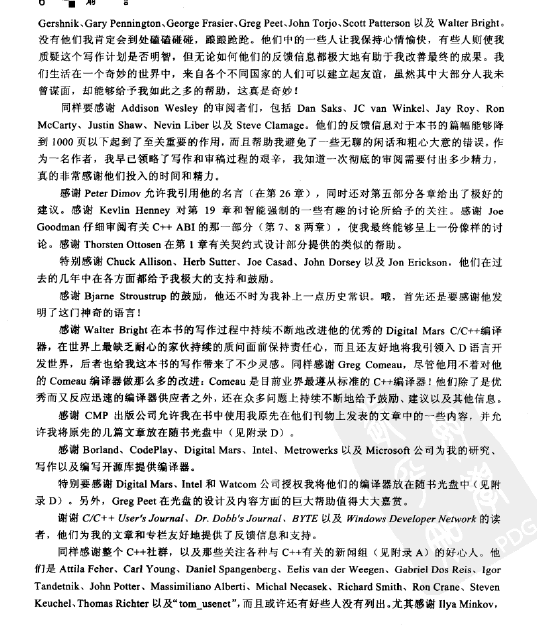 6 前 言
Gershnik、Gary Pennington、George Frasier、Greg Peet、John Torjo、Scott Patterson 以及 Walter Bright。
没有他们我肯定会到处磕磕碰碰，踉踉跄跄。他们中的一些人让我保持心情愉快，有些人则使我
质疑这个写作计划是否明智，但无论如何他们的反馈信息都极大地有助于我改善最终的成果。我
们生活在一个奇妙的世界中，来自各个不同国家的人们可以建立起友谊，虽然其中大部分人我未
曾谋面，却能够给予我如此之多的帮助，这真是奇妙！
同样要感谢 Addison Wesley 的审阅者们，包括 Dan Saks、JC van Winkel、Jay Roy、Ron
McCarty、Justin Shaw、Nevin Liber 以及 Steve Clamage。他们的反馈信息对于本书的篇幅能够降
到 1000 页以下起到了至关重要的作用，而且帮助我避免了一些无聊的闲话和粗心大意的错误。作
为一名作者，我早已领略了写作和审稿过程的艰辛，我知道一次彻底的审阅需要付出多少精力，
真的非常感谢他们投入的时间和精力。
感谢 Peter Dimov 允许我引用他的名言（在第 26 章），同时还对第五部分各章给出了极好的
建议。感谢 Kevlin Henney 对第 19 章和智能强制的一些有趣的讨论所给予的关注。感谢 Joe
Goodman 仔细审阅有关 C++ ABI 的那一部分（第 7、8 两章），使我最终能够呈上一份像样的讨
论。感谢 Thorsten Ottosen 在第 1 章有关契约式设计部分提供的类似的帮助。
特别感谢 Chuck Allison、Herb Sutter、Joe Casad、John Dorsey 以及 Jon Erickson，他们在过
去的几年中在各方面都给予我极大的支持和鼓励。
感谢 Bjarne Stroustrup 的鼓励，他还不时为我补上一点历史常识。哦，首先还是要感谢他发
明了这门神奇的语言！
感谢 Walter Bright 在本书的写作过程中持续不断地改进他的优秀的 Digital Mars C/C++编译
器，在世界上最缺乏耐心的家伙持续的质问面前保持责任心，而且还友好地将我引领入 D 语言开
发世界，后者也给我这本书的写作带来了不少灵感。同样感谢 Greg Comeau，尽管他用不着对他
的 Comeau 编译器做那么多的改进：Comeau 是目前业界最遵从标准的 C++编译器！他们除了是优
秀而又反应迅速的编译器供应者之外，还在众多问题上持续不断地给予鼓励、建议以及其他信息。
感谢 CMP 出版公司允许我在书中使用我原先在他们刊物上发表的文章中的一些内容，并允
许我将原先的几篇文章放在随书光盘中（见附录 D）。
感谢 Borland、CodePlay、Digital Mars、Intel、Metrowerks 以及 Microsoft 公司为我的研究、
写作以及编写开源库提供编译器。
特别要感谢 Digital Mars、Intel 和 Watcom 公司授权我将他们的编译器放在随书光盘中（见附
录 D）。另外，Greg Peet 在光盘的设计及内容方面的巨大帮助值得大大嘉赏。
谢谢 C/C++ User's Journal、Dr. Dobb's Journal、BYTE 以及 Windows Developer Network 的读
者，他们为我的文章和专栏友好地提供了反馈信息和支持。
同样感谢整个 C++社群，以及那些关注各种与 C++有关的新闻组（见附录 A）的好心人。他
们是 Attila Feher、Carl Young、Daniel Spangenberg、Eelis van der Weegen、Gabriel Dos Reis、Igor
Tandetnik、John Potter、Massimiliano Alberti、Michal Necasek、Richard Smith、Ron Crane、Steven
Keuchel、Thomas Richter 以及“tom_usenet”，而且或许还有好些人没有列出。尤其感谢 Ilya Minkov，
PDG